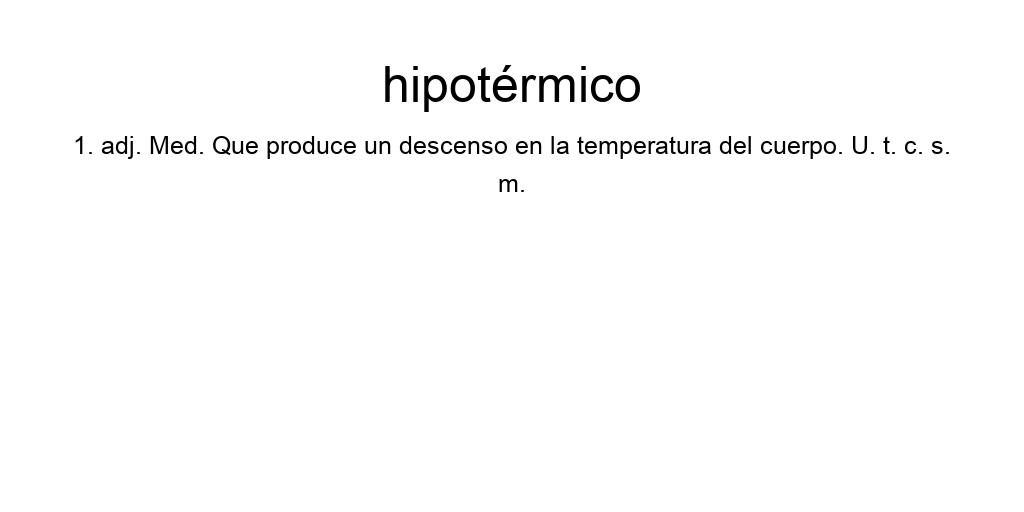 hipotérmico
1. adj. Med. Que produce un descenso en la temperatura del cuerpo. U. t. c. s.
m.